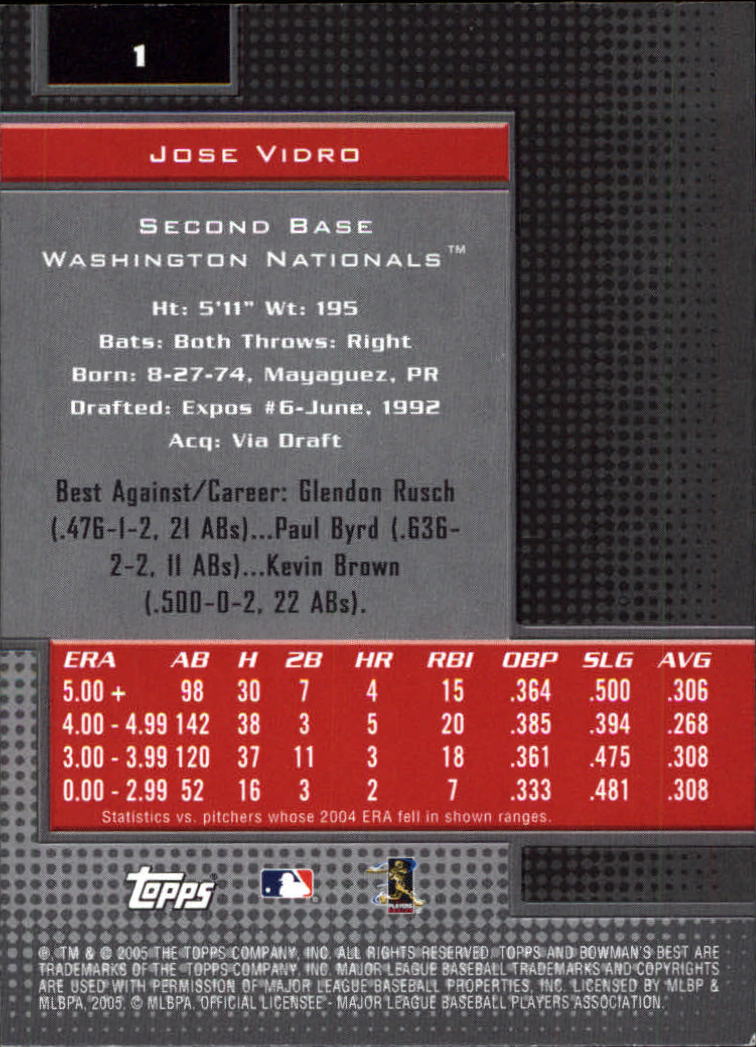 1
Jose Vidro
Second Base
Washington Nationals™
Ht: 5'11" Wt: 195
Bats: Both Throws: Right
Born: 8-27-74, Mayaguez, PR
Drafted: Expos #6-June, 1992
Acq: Via Draft
Best Against/Career: Glendon Rusch
(.476-1-2, 21 ABs)...Paul Byrd (.636-
2-2, 11 ABs)...Kevin Brown
(.500-0-2, 22 ABs).
ERA AB H 2B HR RBI OBP SLG AVG
5.00 + 98 30 7 4 15 .364 .500 .306
4.00 - 4.99 142 38 3 5 20 .385 .394 .268
3.00 - 3.99 120 37 11 3 18 .361 .475 .308
0.00 - 2.99 52 16 3 2 7 .333 .481 .308
Statistics vs. pitchers whose 2004 ERA fell in shown ranges.
Topps PLAYERS
®, TM & © 2005 THE TOPPS COMPANY, INC. ALL RIGHTS RESERVED. TOPPS AND BOWMAN'S BEST ARE
TRADEMARKS OF THE TOPPS COMPANY, INC. MAJOR LEAGUE BASEBALL TRADEMARKS AND COPYRIGHTS
ARE USED WITH PERMISSION OF MAJOR LEAGUE BASEBALL PROPERTIES, INC. LICENSED BY MLBP &
MLBPA, 2005. © MLBPA, OFFICIAL LICENSEE - MAJOR LEAGUE BASEBALL PLAYERS ASSOCIATION.